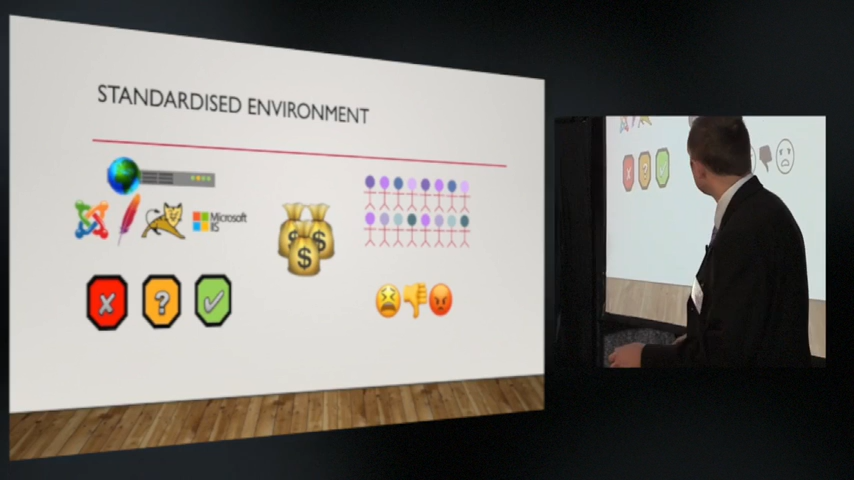 STANDARDISED ENVIRONMENT
Microsoft
IIS
$ $
$
X ? ✓